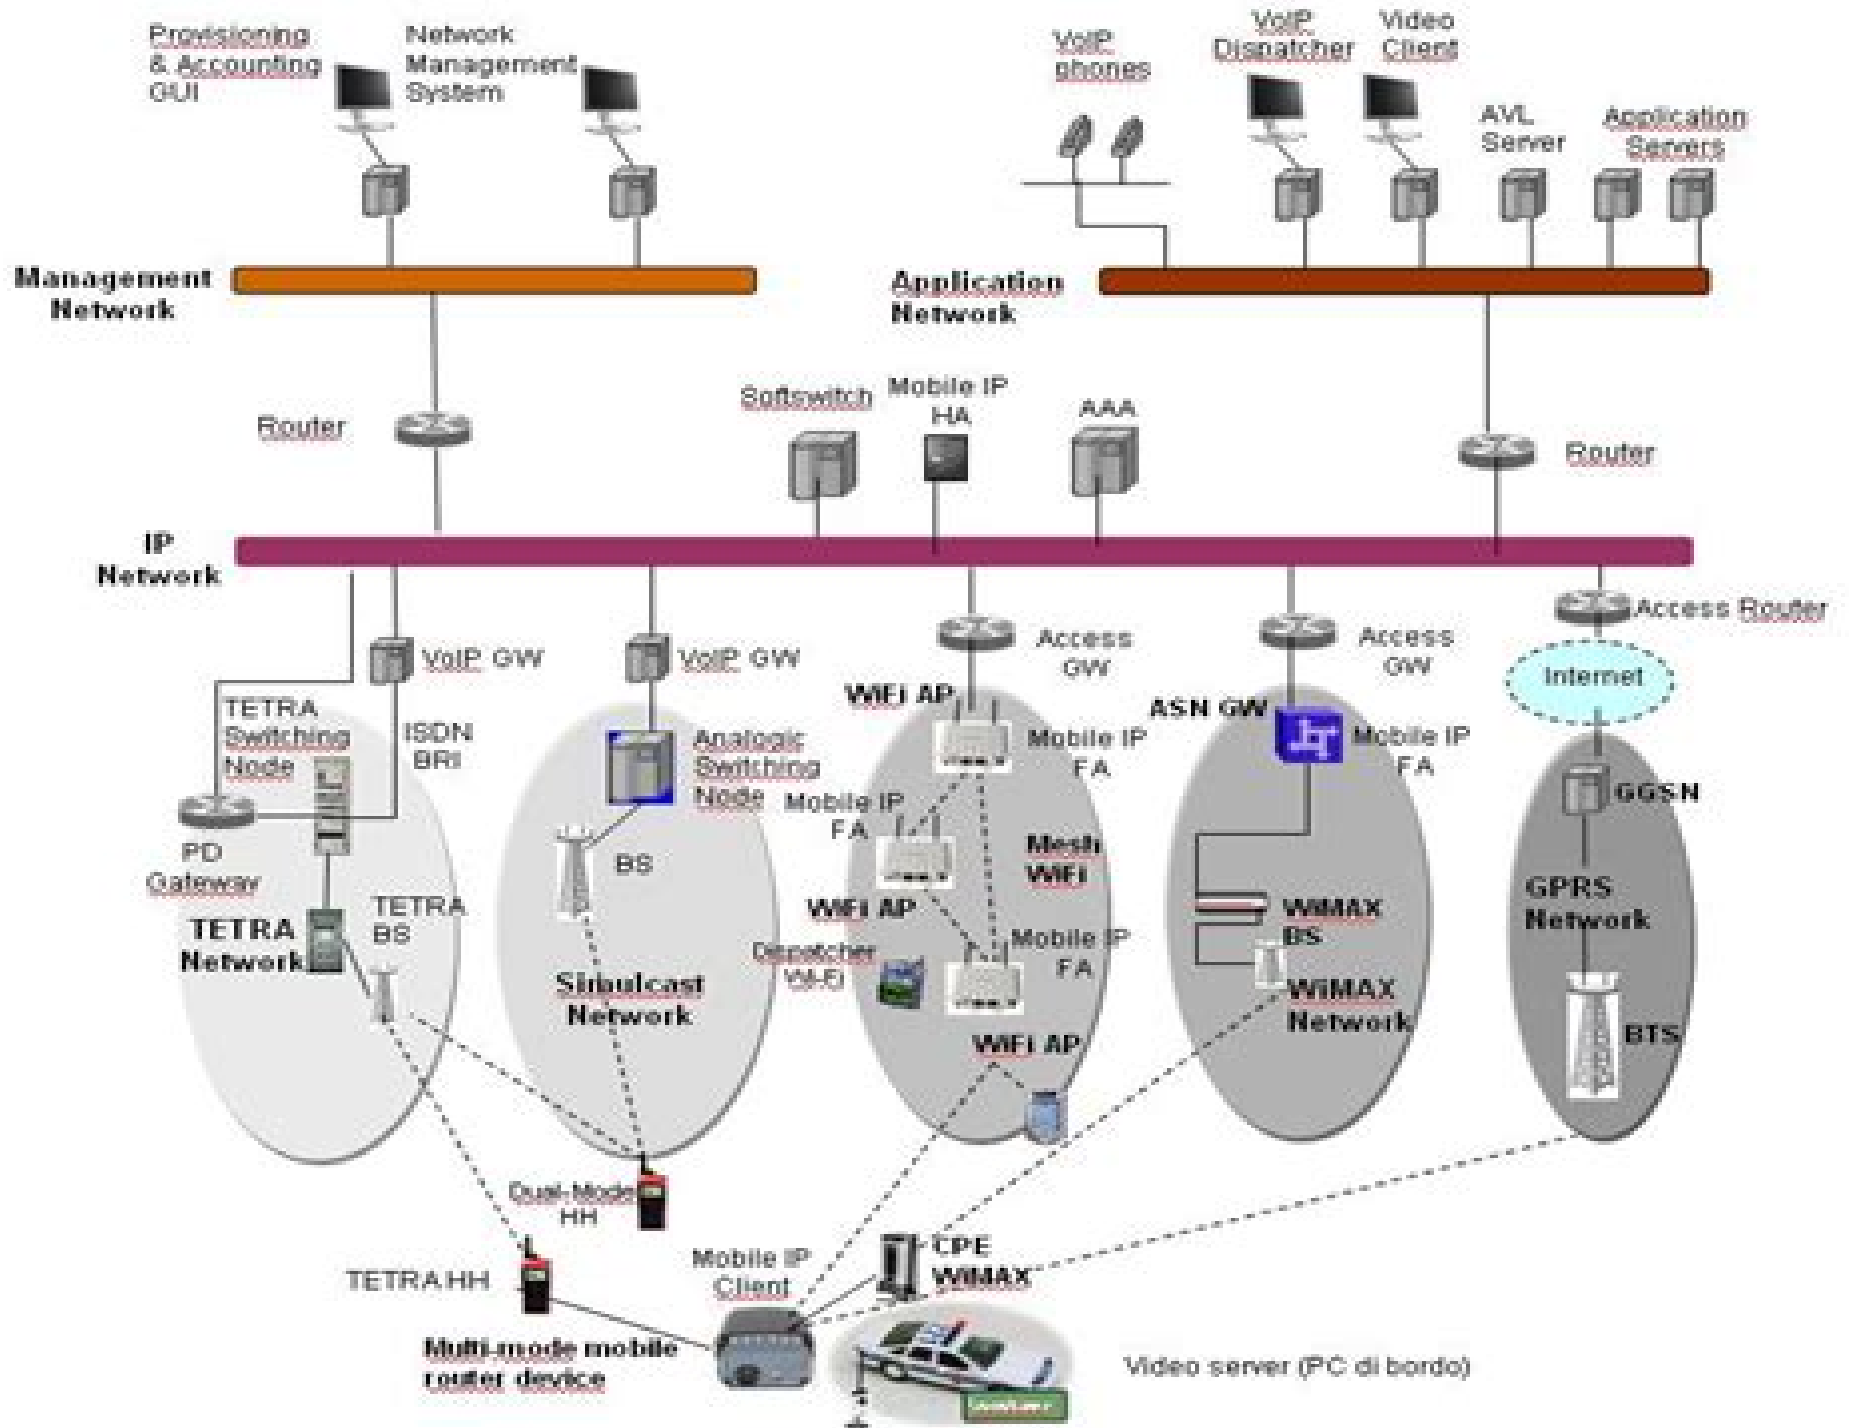 Provisioning
& Accounting
GUI
Network
Management
System
VoIP
phones
VoIP
Dispatcher
Video
Client
AVL
Server
Application
Servers
Management
Network
Application
Network
Router
Softswitch
Mobile IP
HA
AAA
Router
IP
Network
VoIP GW
VoIP GW
Access
GW
Access
GW
Access Router
Internet
TETRA
Switching
Node
ISDN
BRI
Analogic
Switching
Node
WiFi AP
Mobile IP
FA
ASN GW
Mobile IP
FA
GGSN
PD
Gateway
BS
Mobile IP
FA
Mesh
WiFi
WiFi AP
TETRA
Network
TETRA
BS
Simulcast
Network
Dispatcher
Wi-Fi
Mobile IP
FA
WiFi AP
WiMAX
BS
WiMAX
Network
GPRS
Network
BTS
Dual-Mode
HH
TETRA HH
Mobile IP
Client
CPE
WiMAX
Multi-mode mobile
router device
Video server (PC di bordo)